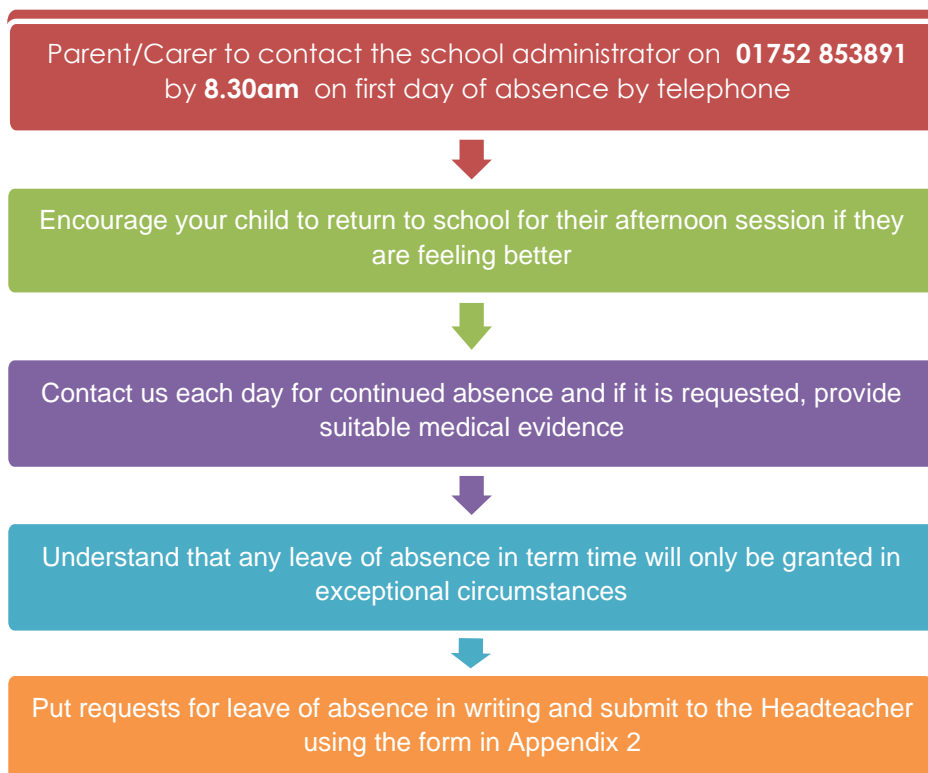 Parent/Carer to contact the school administrator on 01752 853891
by 8.30am on first day of absence by telephone
Encourage your child to return to school for their afternoon session if they
are feeling better
Contact us each day for continued absence and if it is requested, provide
suitable medical evidence
Understand that any leave of absence in term time will only be granted in
exceptional circumstances
Put requests for leave of absence in writing and submit to the Headteacher
using the form in Appendix 2